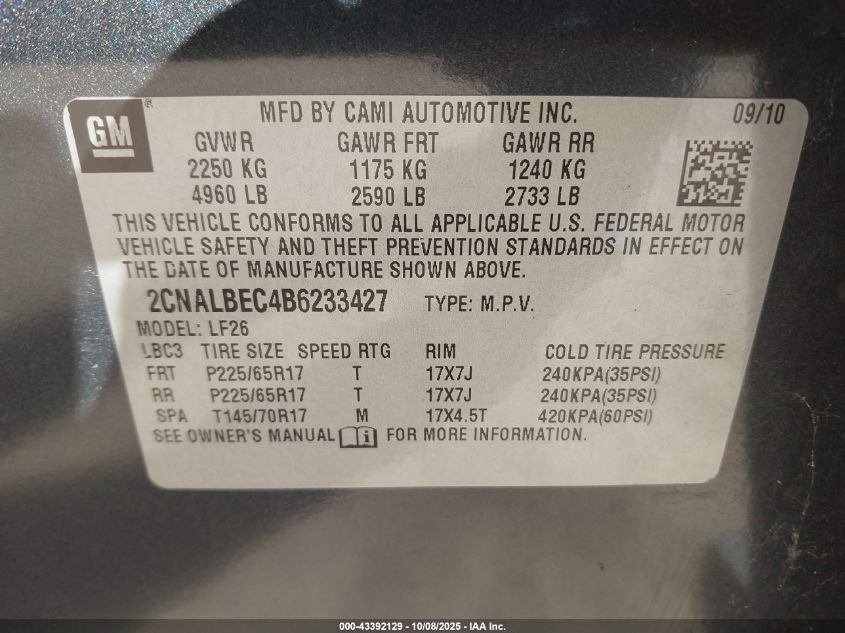 GM
®
MFD BY CAMI AUTOMOTIVE INC. 09/10
GVWR GAWR FRT GAWR RR
2250 KG 1175 KG 1240 KG
4960 LB 2590 LB 2733 LB
THIS VEHICLE CONFORMS TO ALL APPLICABLE U.S. FEDERAL MOTOR
VEHICLE SAFETY AND THEFT PREVENTION STANDARDS IN EFFECT ON
THE DATE OF MANUFACTURE SHOWN ABOVE.
2CNALBEC4B6233427 TYPE: M.P.V.
MODEL: LF26
LBC3 TIRE SIZE SPEED RTG RIM COLD TIRE PRESSURE
FRT P225/65R17 T 17X7J 240KPA(35PSI)
RR P225/65R17 T 17X7J 240KPA(35PSI)
SPA T145/70R17 M 17X4.5T 420KPA(60PSI)
SEE OWNER'S MANUAL i FOR MORE INFORMATION.
000-43392129 - 10/08/2025 - IAA Inc.